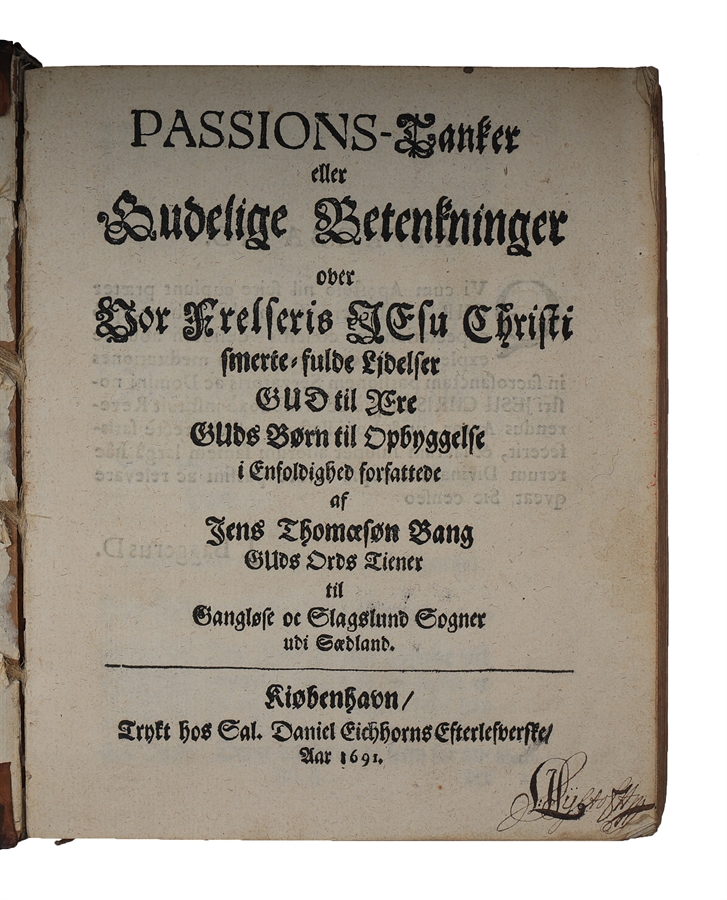 PASSIONS-Tanker
eller
Gudelige Betenkninger
over
Vor Frelseris JEsu Christi
smerte-fulde Ljdelser
GUD til Ære
GUds Børn til Opbyggelse
i Enfoldighed forfattede
af
Jens Thomæsøn Bang
GUds Ords Tiener
til
Gangløse oc Slagslund Sogner
udi Sædland.
Kiøbenhavn/
Trykt hos Sal. Daniel Eichhorns Efterlefverske/
Aar 1691.